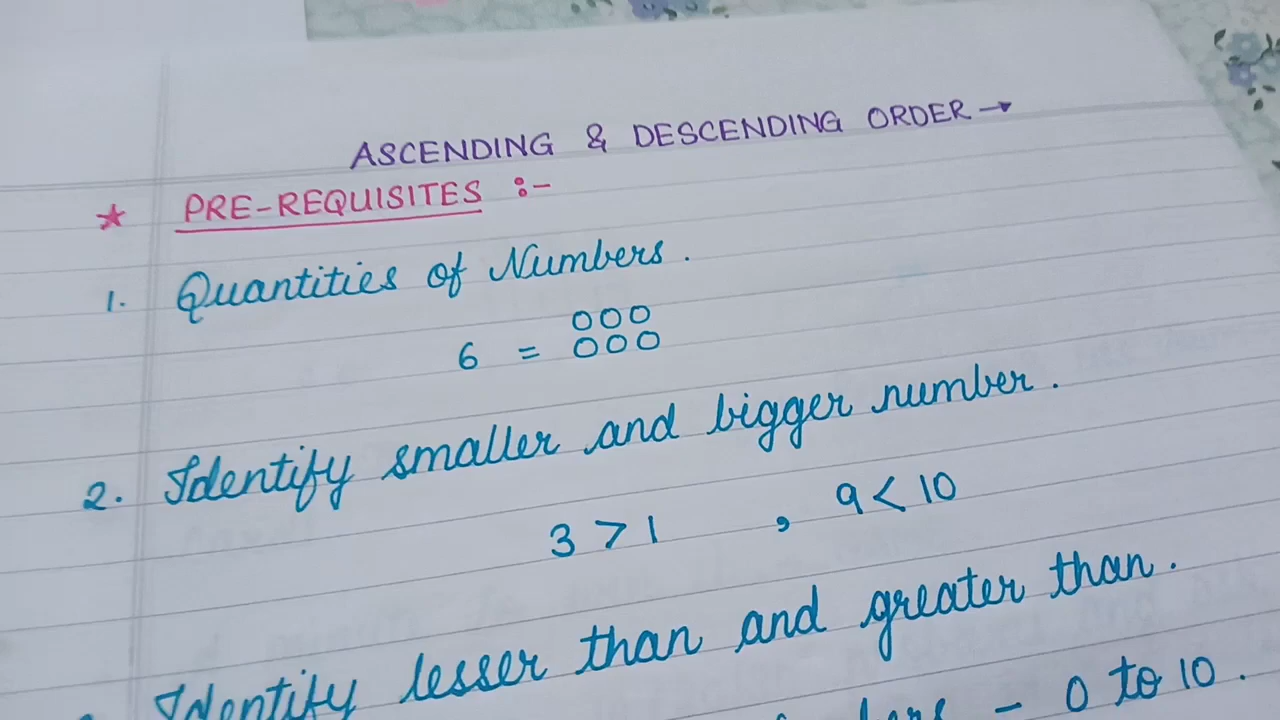 ASCENDING & DESCENDING ORDER →
★ PRE-REQUISITES :-
1. Quantities of Numbers.
6 = 000
000
2. Identify smaller and bigger number.
3 > 1 , 9 < 10
Identify lesser than and greater than.
- 0 to 10.